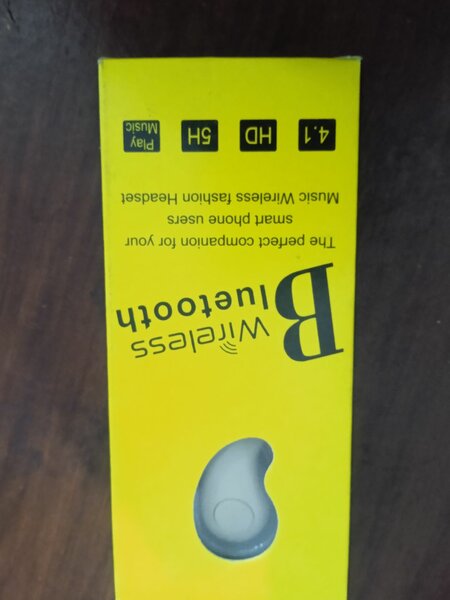 Wireless
Bluetooth
The perfect companion for your
smart phone users
Music Wireless fashion Headset
4.1
HD
5H
Play
Music